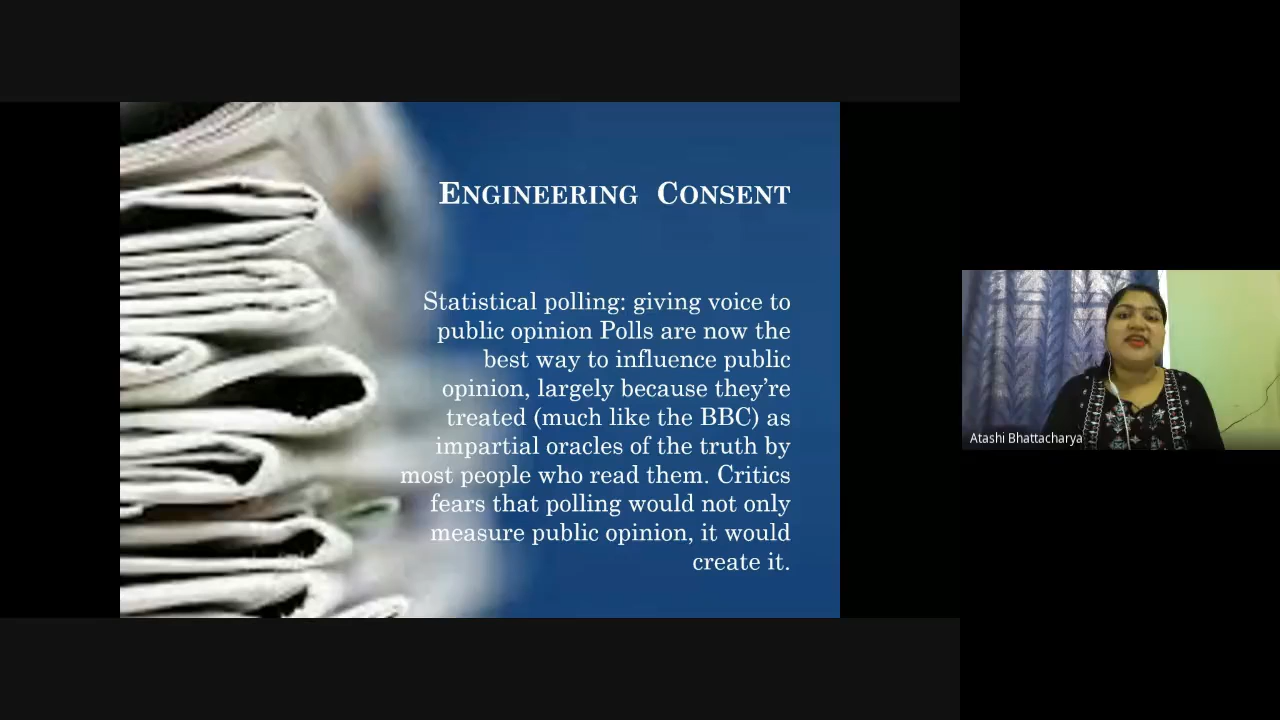 ENGINEERING CONSENT
Statistical polling: giving voice to
public opinion Polls are now the
best way to influence public
opinion, largely because they're
treated (much like the BBC) as
impartial oracles of the truth by
most people who read them. Critics
fears that polling would not only
measure public opinion, it would
create it.
Atashi Bhattacharya